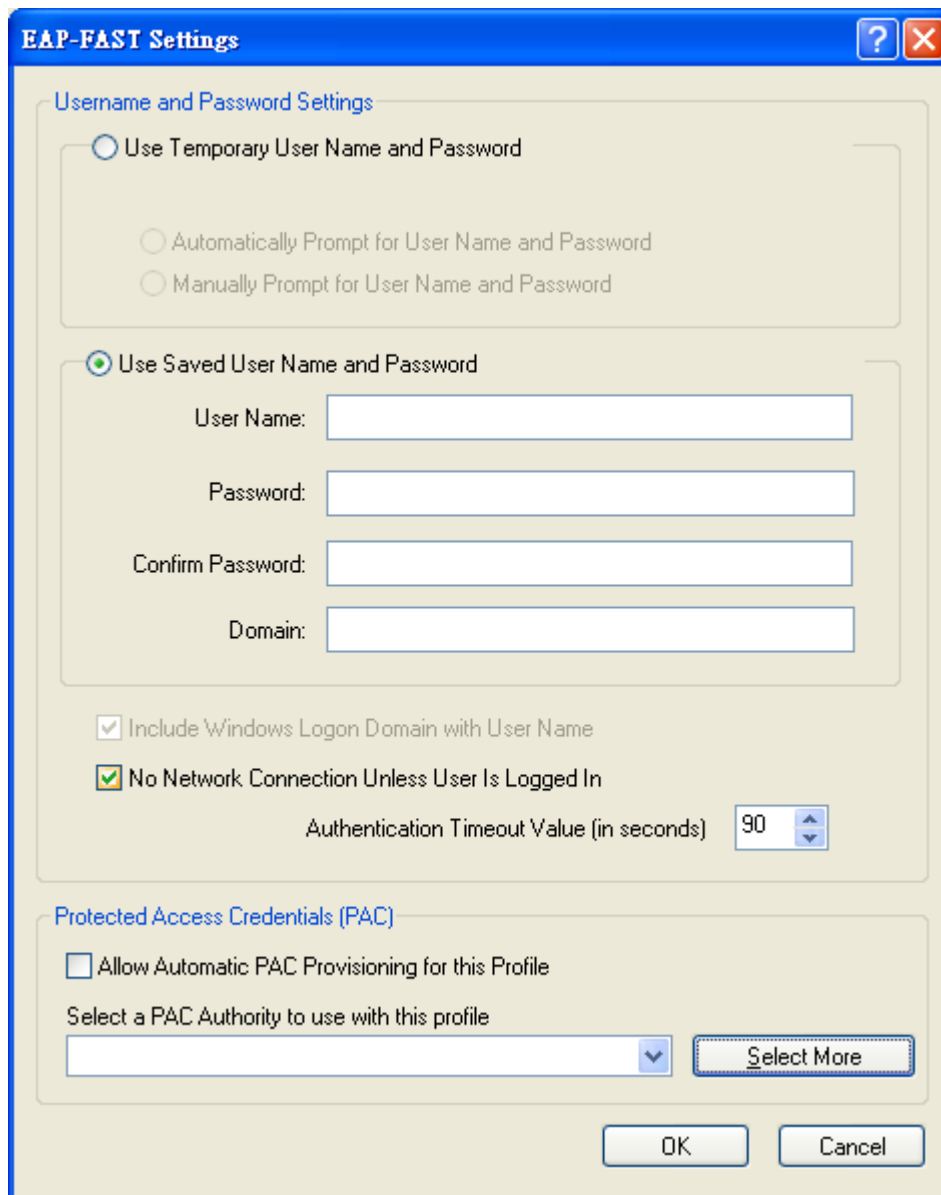 EAP-FAST Settings
Username and Password Settings
Use Temporary User Name and Password
Automatically Prompt for User Name and Password
Manually Prompt for User Name and Password
Use Saved User Name and Password
User Name:
Password:
Confirm Password:
Domain:
Include Windows Logon Domain with User Name
No Network Connection Unless User Is Logged In
Authentication Timeout Value (in seconds) 90
Protected Access Credentials (PAC)
Allow Automatic PAC Provisioning for this Profile
Select a PAC Authority to use with this profile
Select More
OK Cancel